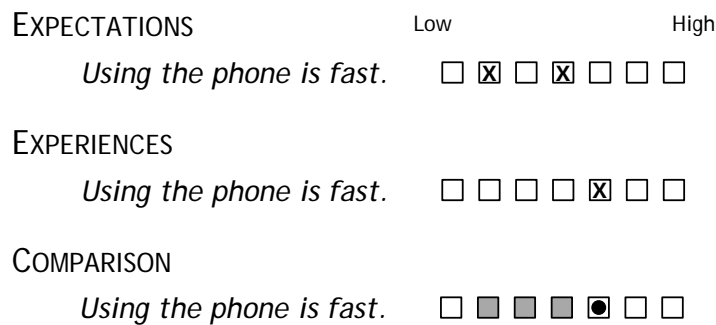 EXPECTATIONS Low High
Using the phone is fast. X X
EXPERIENCES
Using the phone is fast. X
COMPARISON
Using the phone is fast.